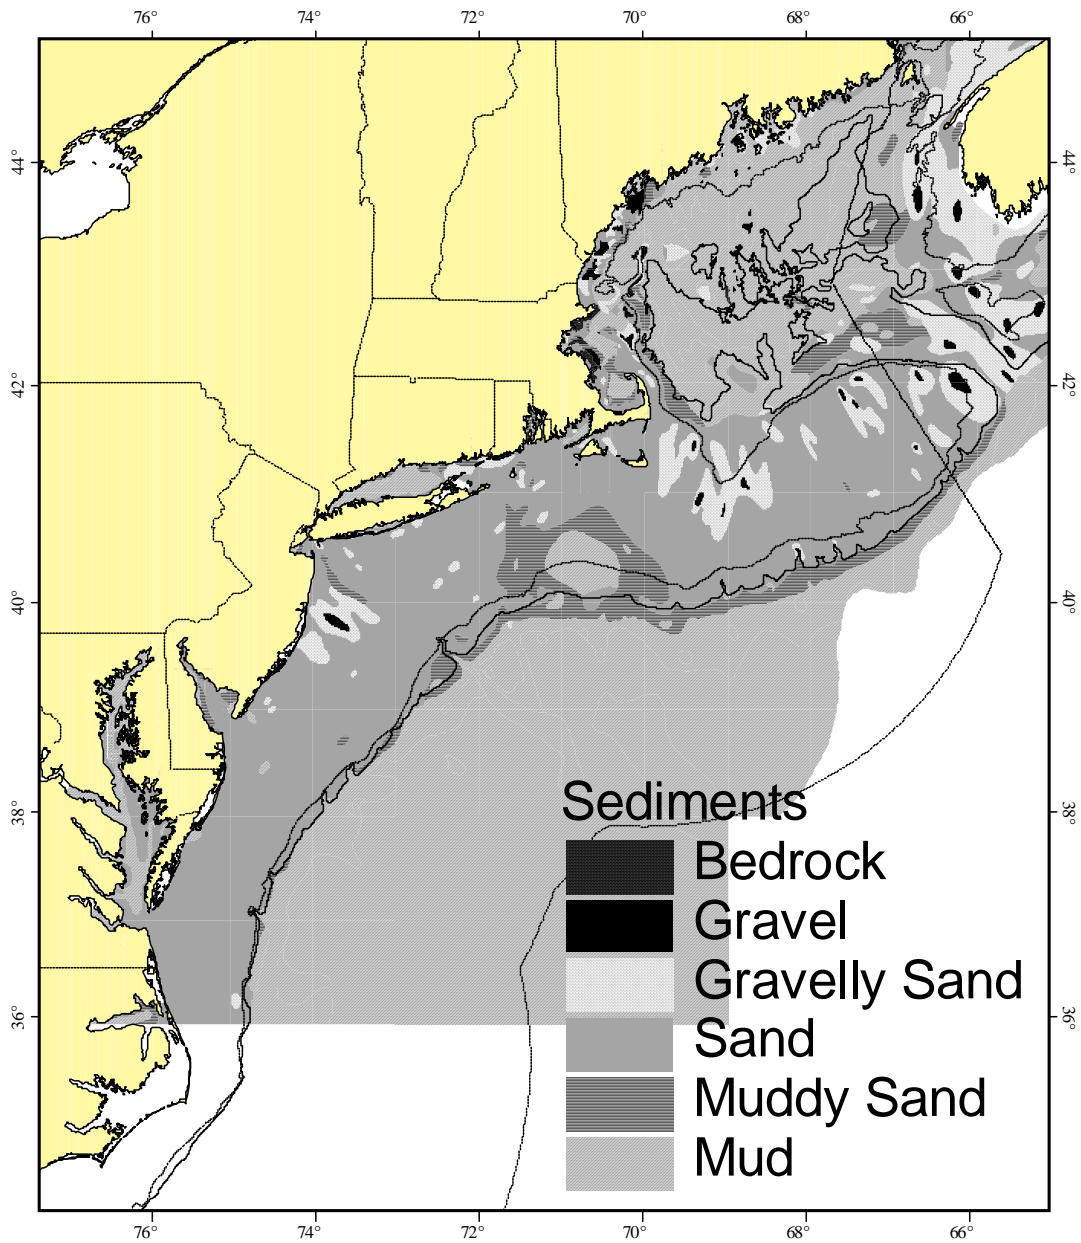 76° 74° 72° 70° 68° 66°
44° 44°
42° 42°
40° 40°
38° 38°
36° 36°
Sediments
Bedrock
Gravel
Gravelly Sand
Sand
Muddy Sand
Mud
76° 74° 72° 70° 68° 66°